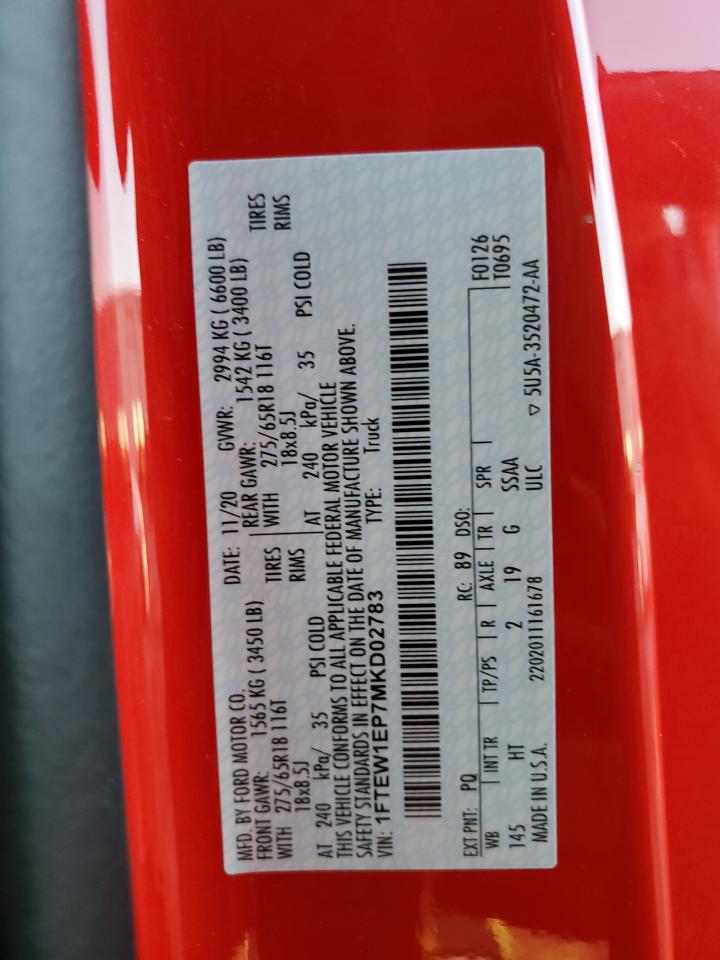 MFD. BY FORD MOTOR CO. DATE: 11/20 GVWR: 2994 KG ( 6600 LB)
FRONT GAWR: 1565 KG ( 3450 LB) REAR GAWR: 1542 KG ( 3400 LB)
WITH 275/65R18 116T TIRES WITH 275/65R18 116T TIRES
18x8.5J RIMS 18x8.5J RIMS
AT 240 kPa/ 35 PSI COLD AT 240 kPa/ 35 PSI COLD
THIS VEHICLE CONFORMS TO ALL APPLICABLE FEDERAL MOTOR VEHICLE
SAFETY STANDARDS IN EFFECT ON THE DATE OF MANUFACTURE SHOWN ABOVE.
VIN: 1FTEW1EP7MKD02783 TYPE: Truck
EXT PNT: PQ RC: 89 DSO: F0126
WB INT TR TP/PS R AXLE TR SPR T0695
145 HT 2 19 G SSAA
MADE IN U.S.A. 2202011161678 ULC ▽ 5U5A-3520472-AA